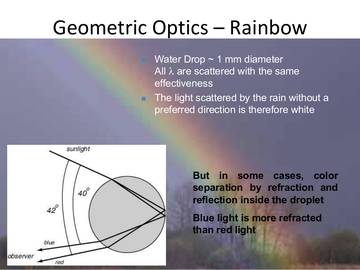 Geometric Optics – Rainbow
Water Drop ~ 1 mm diameter
All λ are scattered with the same
effectiveness
The light scattered by the rain without a
preferred direction is therefore white
sunlight
40°
42°
blue
observer
red
But in some cases, color
separation by refraction and
reflection inside the droplet
Blue light is more refracted
than red light